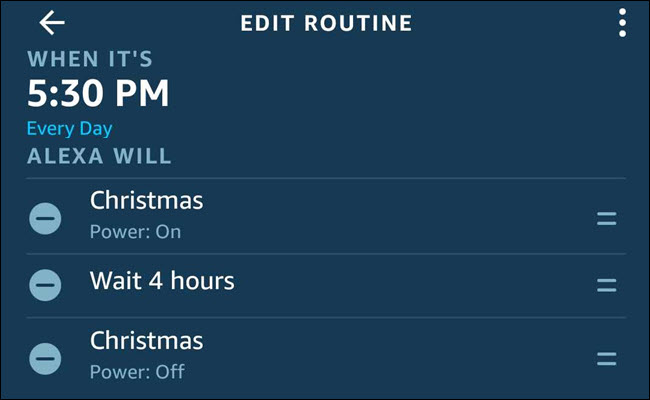 EDIT ROUTINE
WHEN IT'S
5:30 PM
Every Day
ALEXA WILL
Christmas
Power: On
Wait 4 hours
Christmas
Power: Off